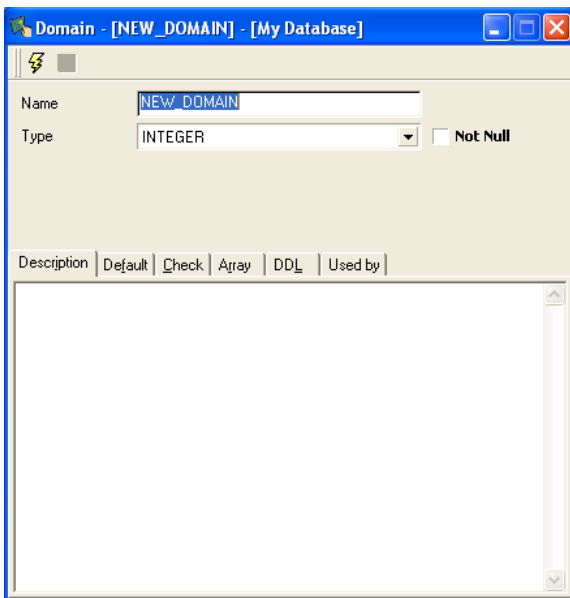 Domain - [NEW_DOMAIN] - [My Database]
Name NEW_DOMAIN
Type INTEGER Not Null
Description Default Check Array DDL Used by